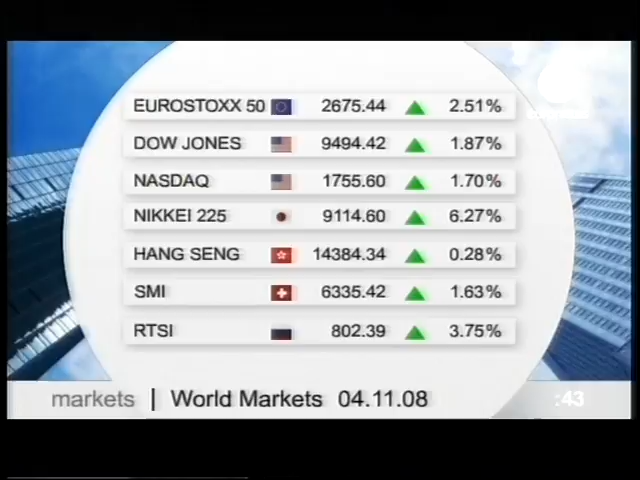 EUROSTOXX 50 2675.44 2.51%
DOW JONES 9494.42 1.87%
NASDAQ 1755.60 1.70%
NIKKEI 225 9114.60 6.27%
HANG SENG 14384.34 0.28%
SMI 6335.42 1.63%
RTSI 802.39 3.75%
markets | World Markets 04.11.08 :43